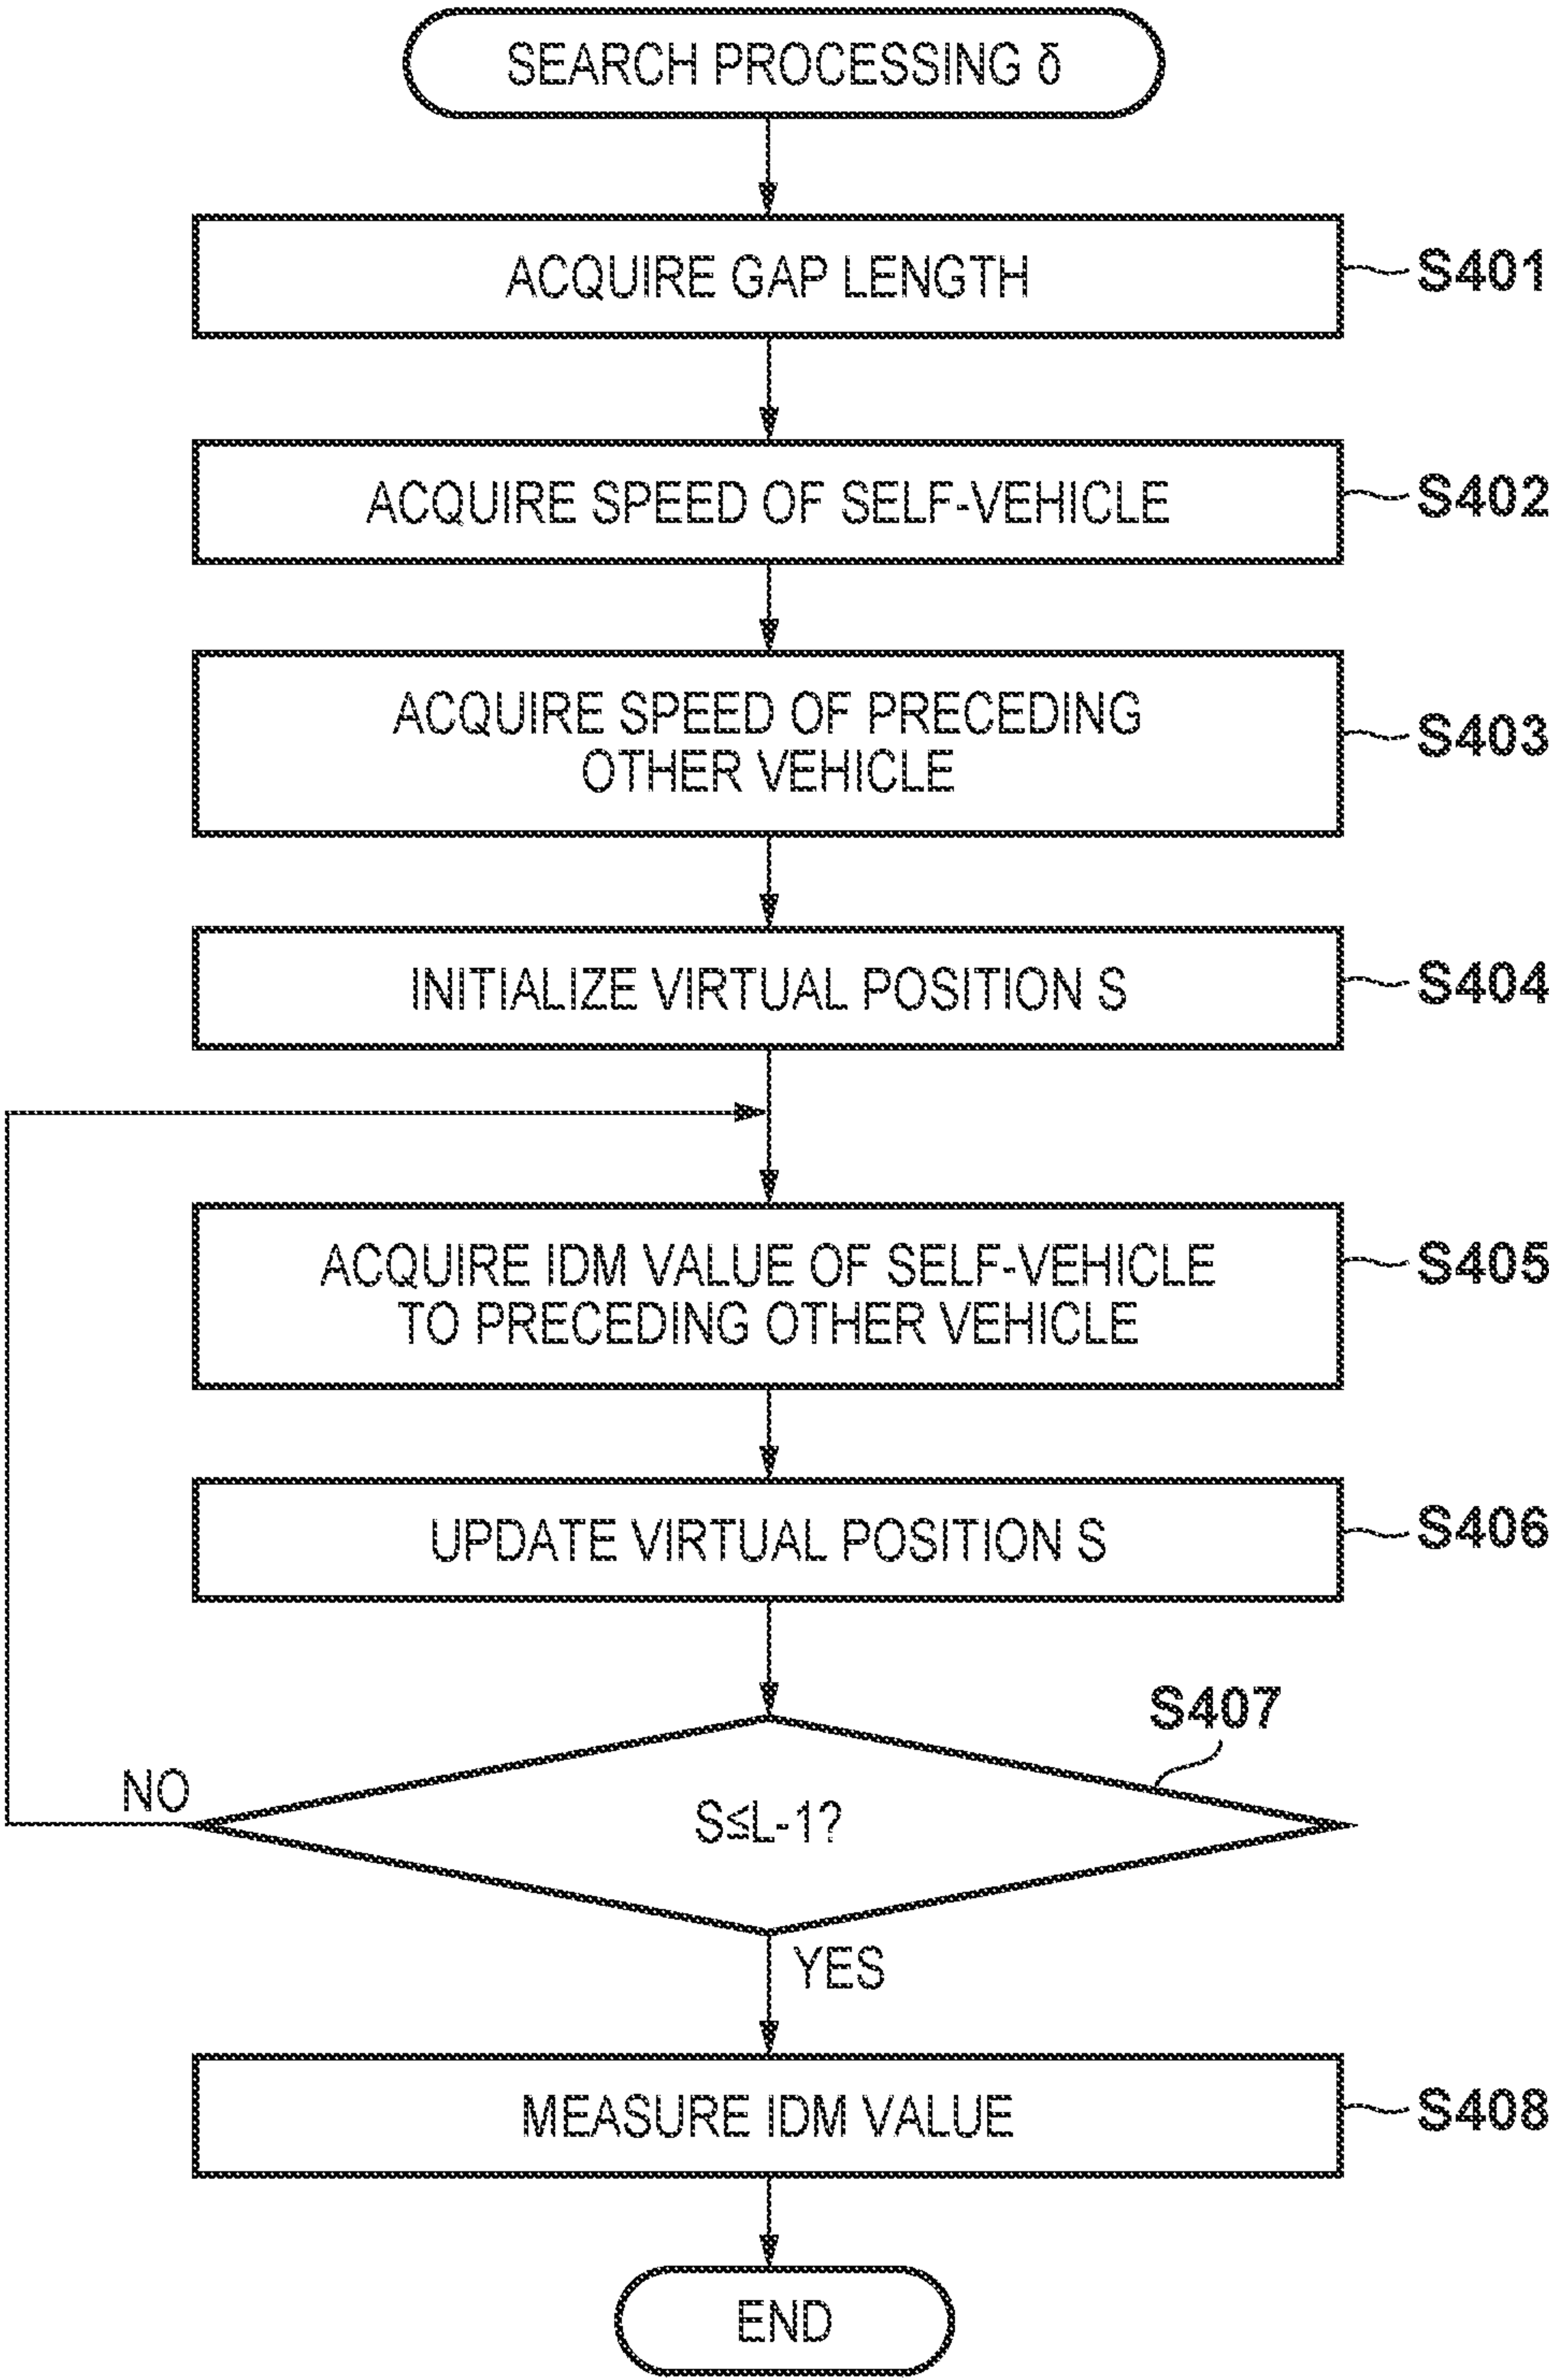 SEARCH PROCESSING δ
ACQUIRE GAP LENGTH
S401
ACQUIRE SPEED OF SELF-VEHICLE
S402
ACQUIRE SPEED OF PRECEDING
OTHER VEHICLE
S403
INITIALIZE VIRTUAL POSITION S
S404
ACQUIRE IDM VALUE OF SELF-VEHICLE
TO PRECEDING OTHER VEHICLE
S405
UPDATE VIRTUAL POSITION S
S406
S407
NO
S≤L-1?
YES
MEASURE IDM VALUE
S408
END